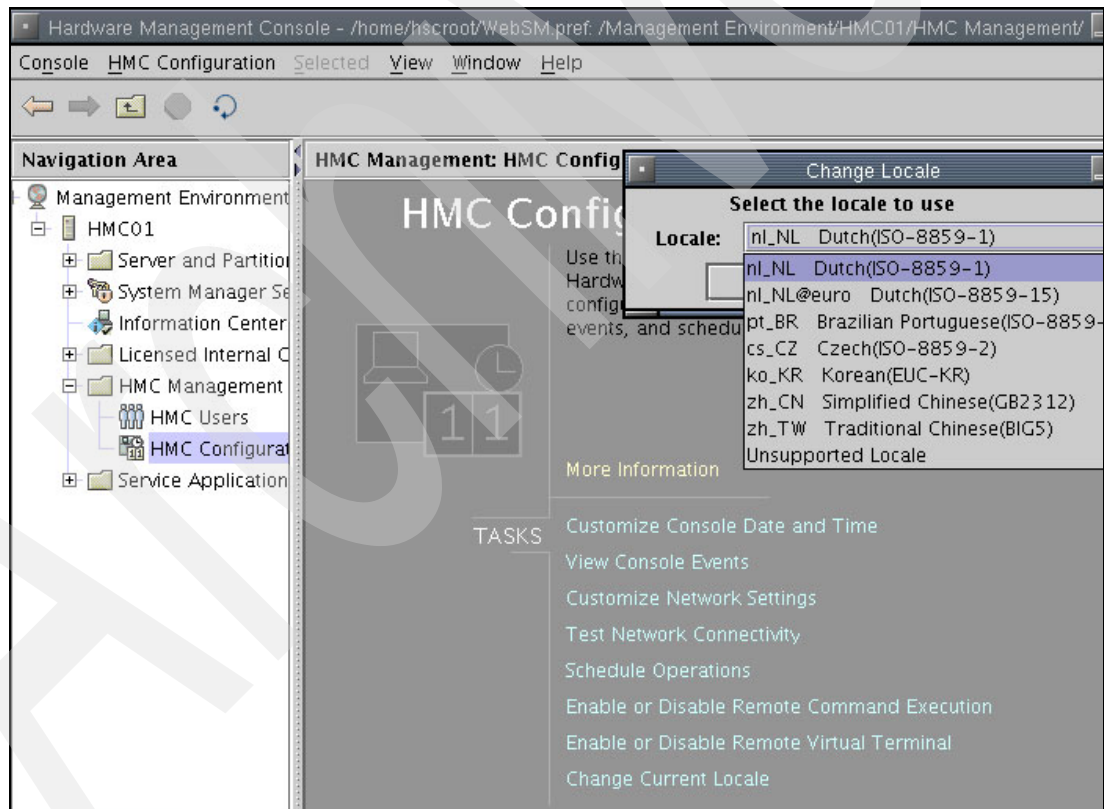 Hardware Management Console - /home/hscroot/WebSM.pref: /Management Environment/HMC01/HMC Management/
Console HMC Configuration Selected View Window Help
Navigation Area
Management Environment
HMC01
Server and Partition
System Manager Se
Information Center
Licensed Internal C
HMC Management
HMC Users
HMC Configurat
Service Application
HMC Management: HMC Config
HMC Config
Use th
Hardw
config
events, and schedu
More Information
TASKS
Customize Console Date and Time
View Console Events
Customize Network Settings
Test Network Connectivity
Schedule Operations
Enable or Disable Remote Command Execution
Enable or Disable Remote Virtual Terminal
Change Current Locale
Change Locale
Select the locale to use
Locale: nl_NL Dutch(ISO-8859-1)
nl_NL Dutch(ISO-8859-1)
nl_NL@euro Dutch(ISO-8859-15)
pt_BR Brazilian Portuguese(ISO-8859-
cs_CZ Czech(ISO-8859-2)
ko_KR Korean(EUC-KR)
zh_CN Simplified Chinese(GB2312)
zh_TW Traditional Chinese(BIG5)
Unsupported Locale
11